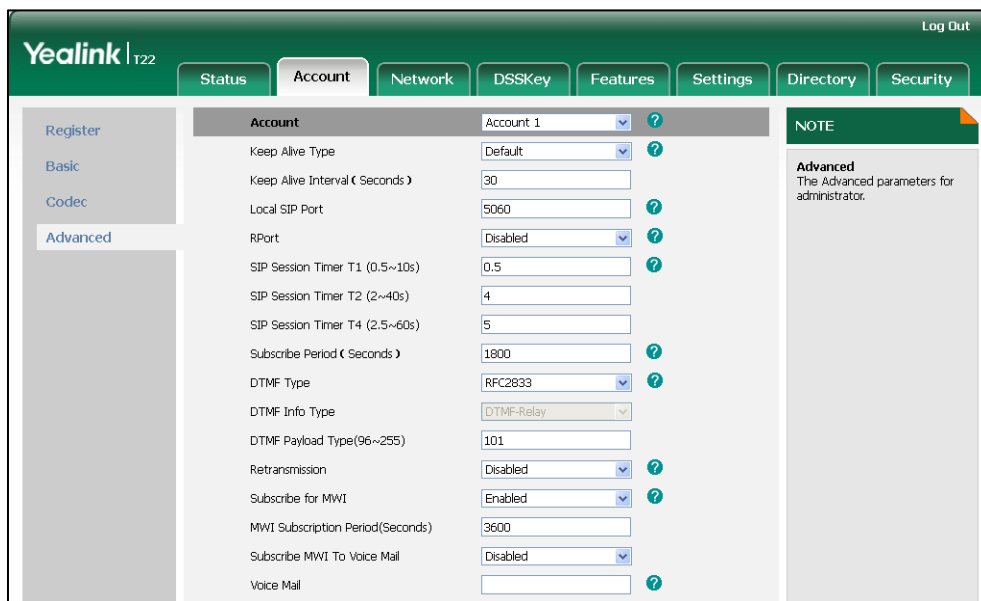 Log Out
Yealink T22
Status Account Network DSSKey Features Settings Directory Security
Register
Basic
Codec
Advanced
Account Account 1 ?
Keep Alive Type Default ?
Keep Alive Interval ( Seconds ) 30
Local SIP Port 5060 ?
RPort Disabled ?
SIP Session Timer T1 (0.5~10s) 0.5 ?
SIP Session Timer T2 (2~40s) 4
SIP Session Timer T4 (2.5~60s) 5
Subscribe Period ( Seconds ) 1800 ?
DTMF Type RFC2833 ?
DTMF Info Type DTMF-Relay
DTMF Payload Type(96~255) 101
Retransmission Disabled ?
Subscribe for MWI Enabled ?
MWI Subscription Period(Seconds) 3600
Subscribe MWI To Voice Mail Disabled
Voice Mail ?
NOTE
Advanced
The Advanced parameters for
administrator.